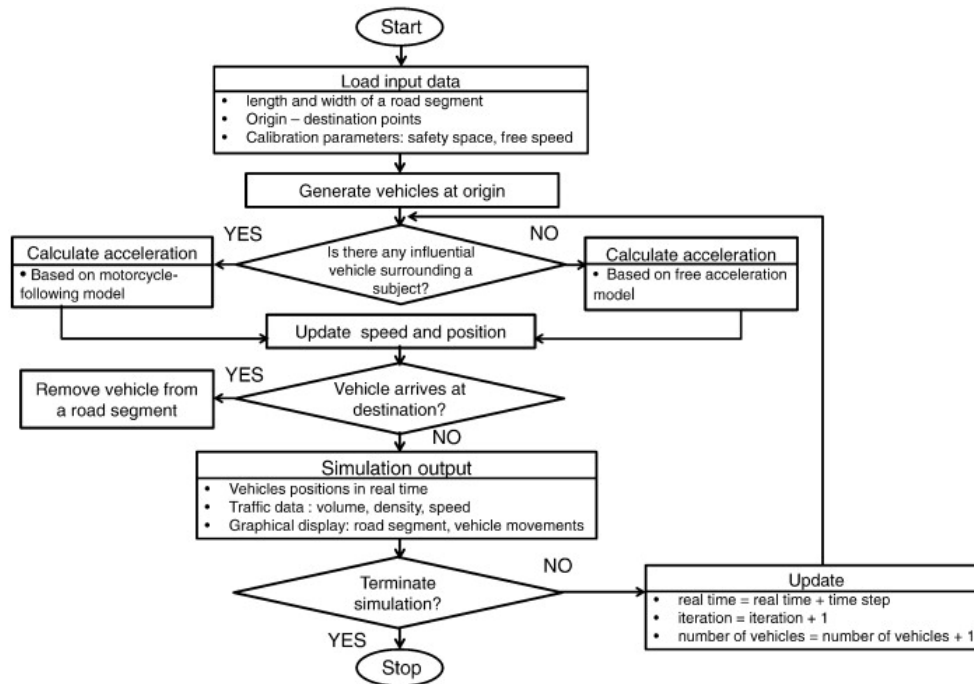 Start
Load input data
• length and width of a road segment
• Origin – destination points
• Calibration parameters: safety space, free speed
Generate vehicles at origin
YES
NO
Calculate acceleration
• Based on motorcycle-
following model
Is there any influential
vehicle surrounding a
subject?
Calculate acceleration
• Based on free acceleration
model
Update speed and position
YES
Remove vehicle from
a road segment
Vehicle arrives at
destination?
NO
Simulation output
• Vehicles positions in real time
• Traffic data : volume, density, speed
• Graphical display: road segment, vehicle movements
Terminate
simulation?
NO
Update
• real time = real time + time step
• iteration = iteration + 1
• number of vehicles = number of vehicles + 1
YES
Stop